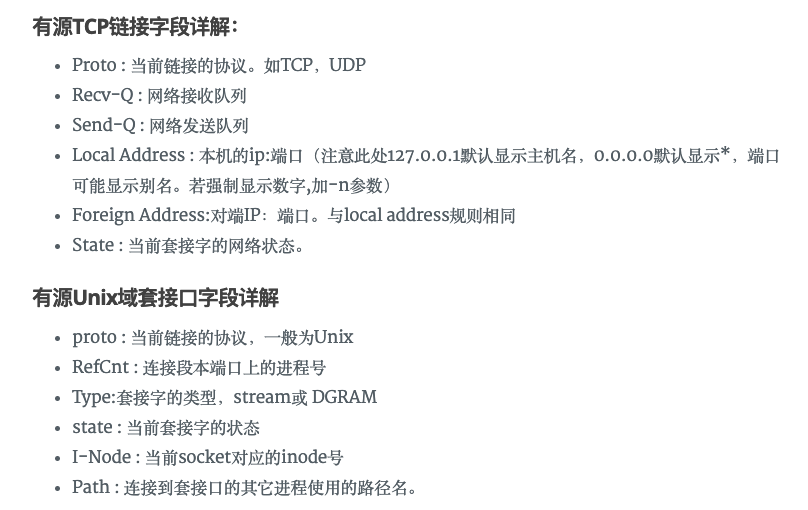 有源TCP链接字段详解：
• Proto : 当前链接的协议。如TCP，UDP
• Recv-Q : 网络接收队列
• Send-Q : 网络发送队列
• Local Address : 本机的ip:端口（注意此处127.0.0.1默认显示主机名，0.0.0.0默认显示*，端口
可能显示别名。若强制显示数字,加-n参数）
• Foreign Address:对端IP：端口。与local address规则相同
• State : 当前套接字的网络状态。
有源Unix域套接口字段详解
• proto : 当前链接的协议，一般为Unix
• RefCnt : 连接段本端口上的进程号
• Type:套接字的类型，stream或 DGRAM
• state : 当前套接字的状态
• I-Node : 当前socket对应的inode号
• Path : 连接到套接口的其它进程使用的路径名。